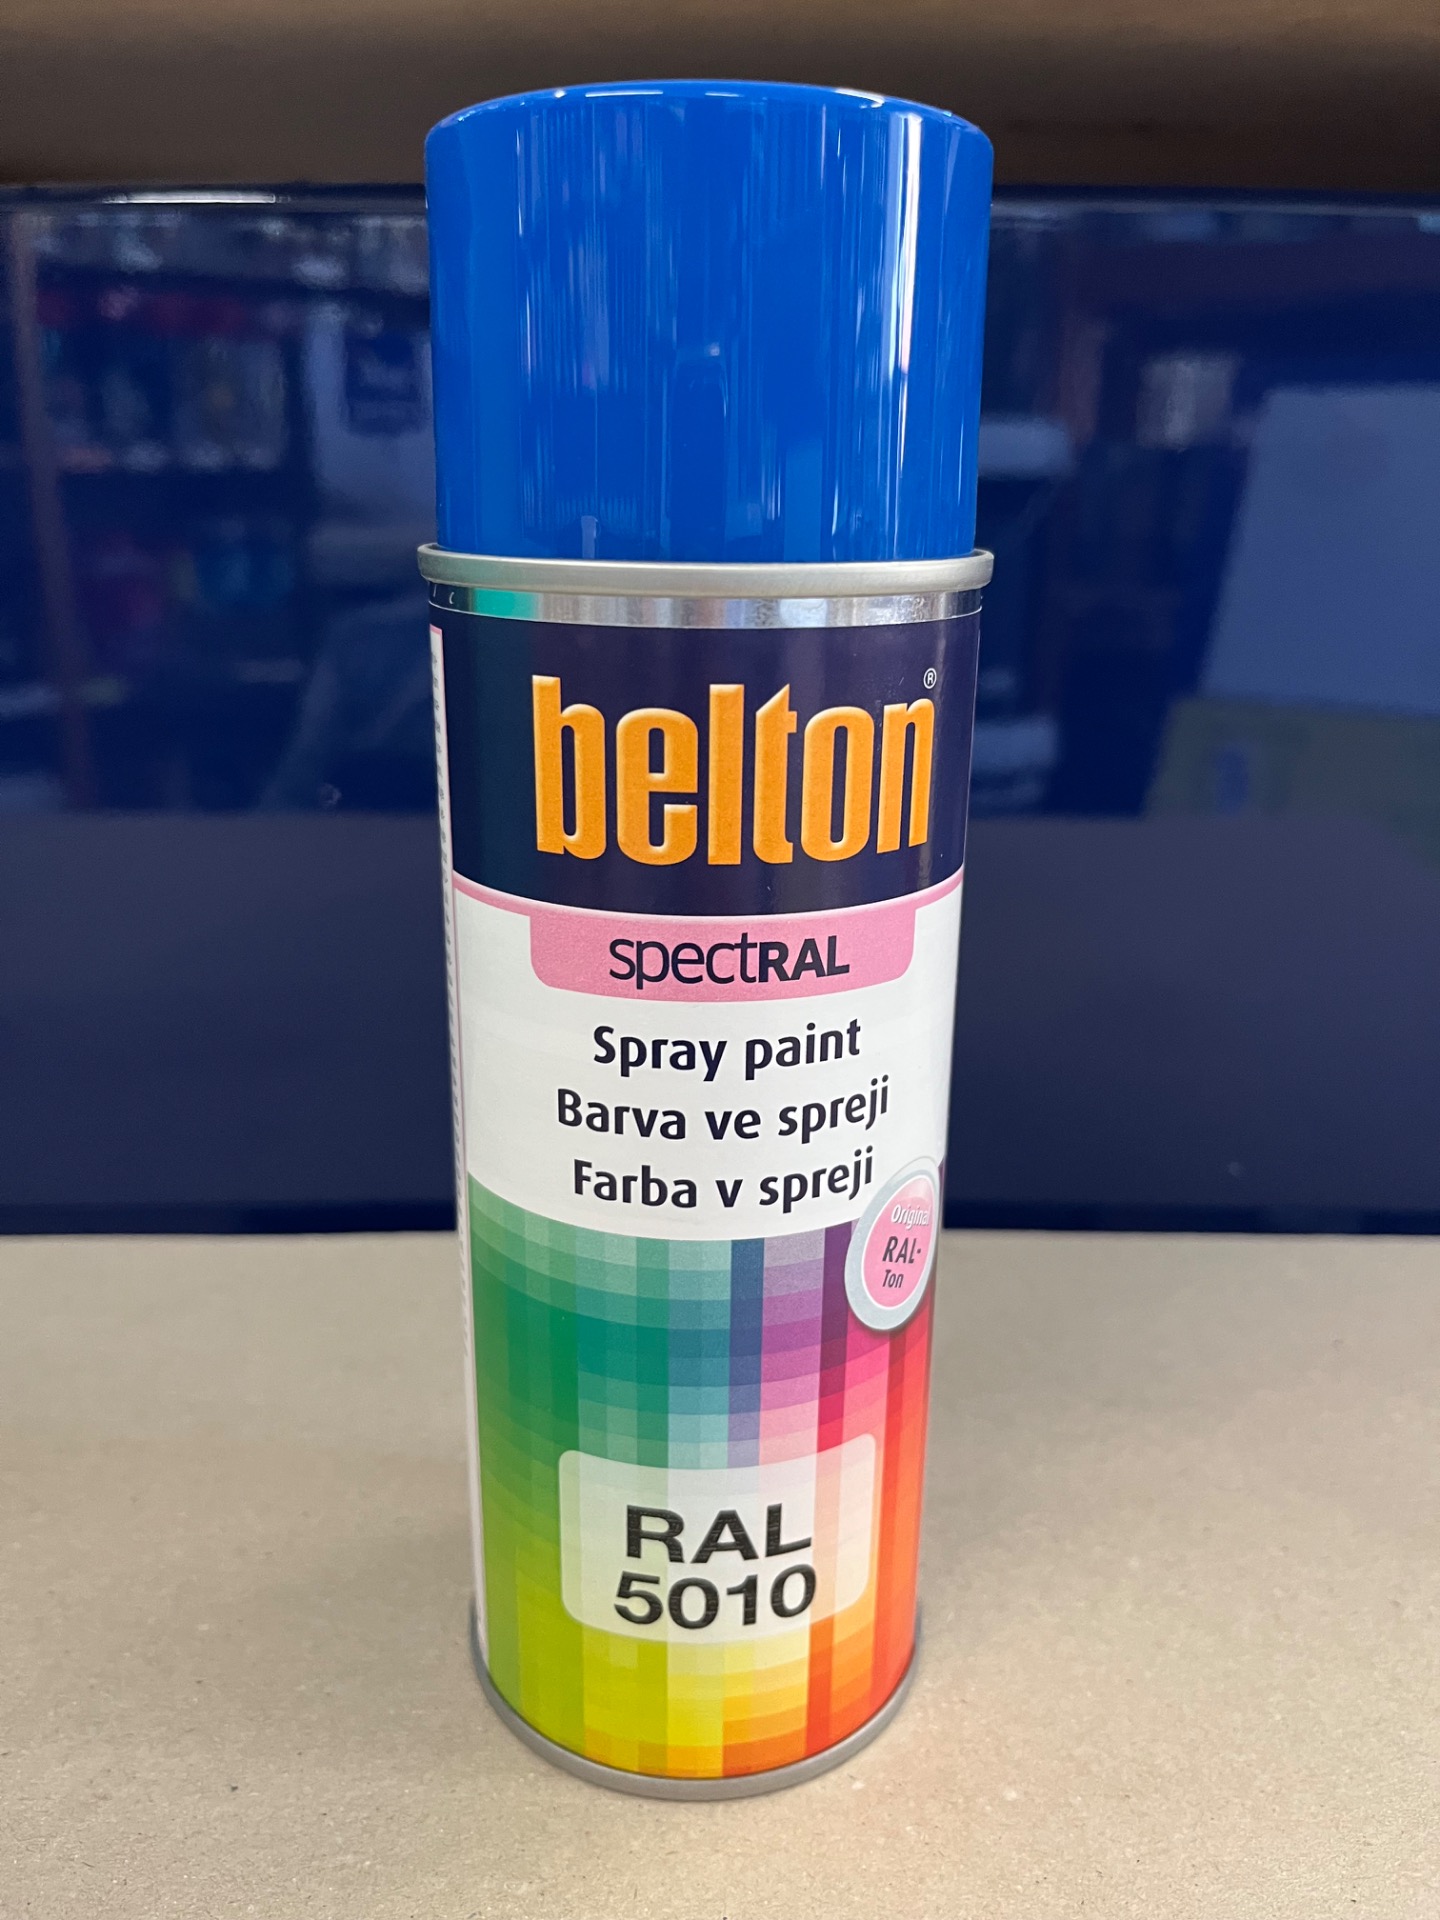 belton®
spectRAL
Spray paint
Barva ve spreji
Farba v spreji
Original
RAL-
Ton
RAL
5010